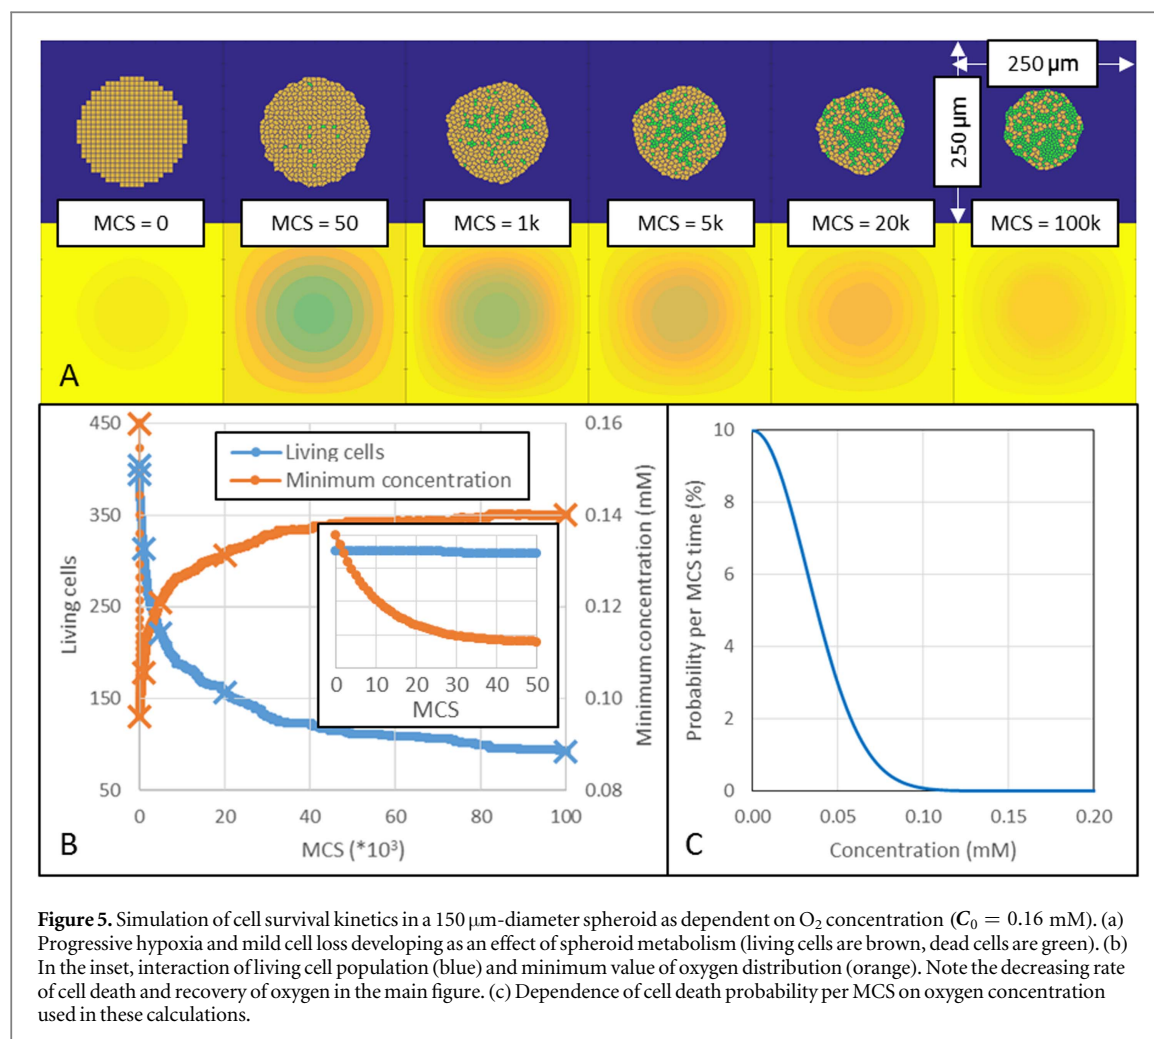 250 µm
250 µm
MCS = 0
MCS = 50
MCS = 1k
MCS = 5k
MCS = 20k
MCS = 100k
A
450
350
250
150
50
Living cells
Living cells
Minimum concentration
0.16
0.14
0.12
0.10
0.08
Minimum concentration (mM)
0 10 20 30 40 50
MCS
0 20 40 60 80 100
MCS (*10³)
B
10
8
6
4
2
0
Probability per MCS time (%)
0.00 0.05 0.10 0.15 0.20
Concentration (mM)
C
Figure 5. Simulation of cell survival kinetics in a 150 µm-diameter spheroid as dependent on O₂ concentration (C₀ = 0.16 mM). (a)
Progressive hypoxia and mild cell loss developing as an effect of spheroid metabolism (living cells are brown, dead cells are green). (b)
In the inset, interaction of living cell population (blue) and minimum value of oxygen distribution (orange). Note the decreasing rate
of cell death and recovery of oxygen in the main figure. (c) Dependence of cell death probability per MCS on oxygen concentration
used in these calculations.